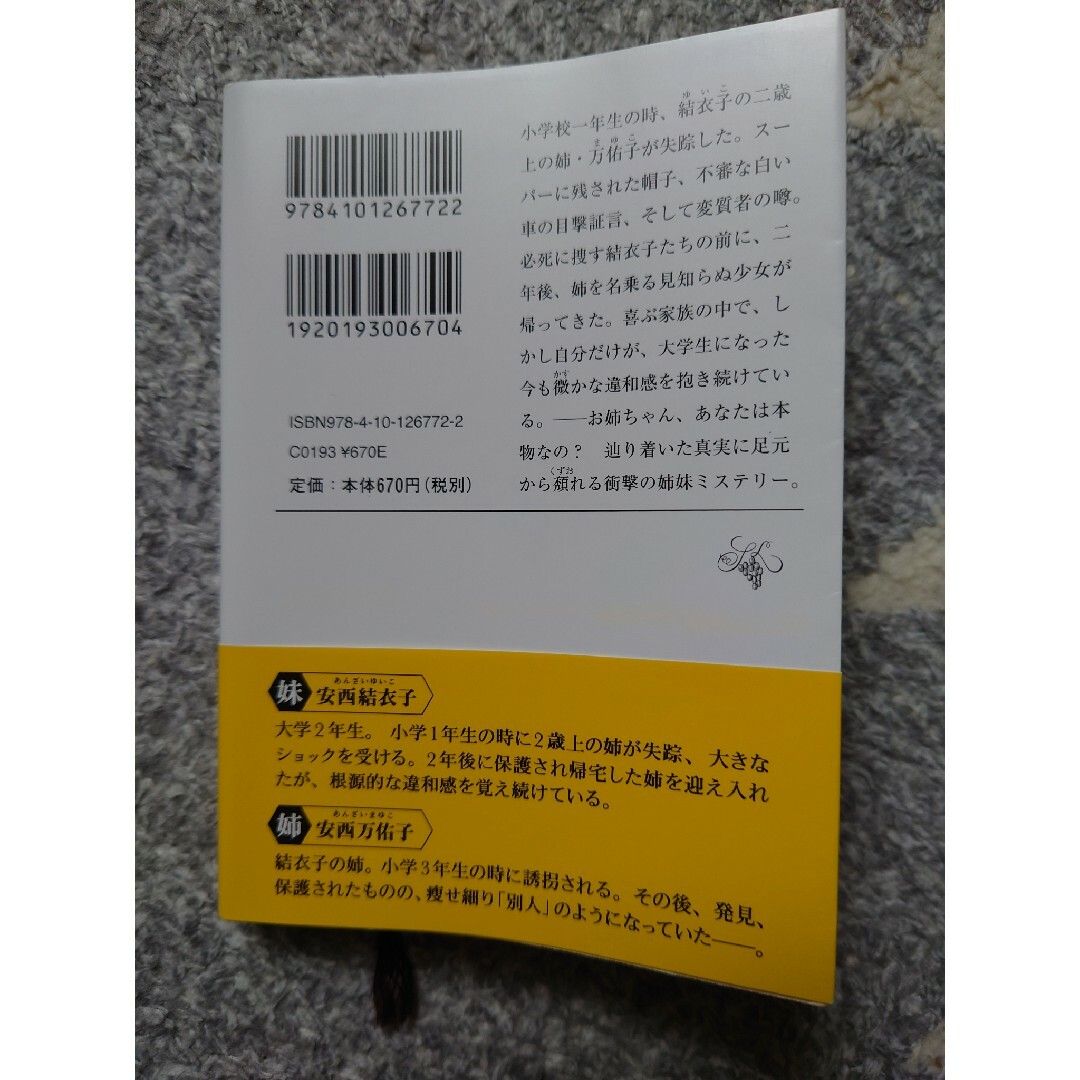 9784101267722
1920193006704
ISBN978-4-10-126772-2
C0193 ¥670E
定価：本体670円（税別）
ゆいこ
小学校一年生の時、結衣子の二歳
まゆこ
上の姉・万佑子が失踪した。スー
パーに残された帽子、不審な白い
車の目撃証言、そして変質者の噂。
必死に捜す結衣子たちの前に、二
年後、姉を名乗る見知らぬ少女が
帰ってきた。喜ぶ家族の中で、し
かし自分だけが、大学生になった
かす
今も微かな違和感を抱き続けてい
る。――お姉ちゃん、あなたは本
物なの？　辿り着いた真実に足元
くずお
から頽れる衝撃の姉妹ミステリー。
あんざいゆいこ
妹 安西結衣子
大学2年生。小学1年生の時に2歳上の姉が失踪、大きな
ショックを受ける。2年後に保護され帰宅した姉を迎え入れ
たが、根源的な違和感を覚え続けている。
あんざいまゆこ
姉 安西万佑子
結衣子の姉。小学3年生の時に誘拐される。その後、発見、
保護されたものの、痩せ細り「別人」のようになっていた――。